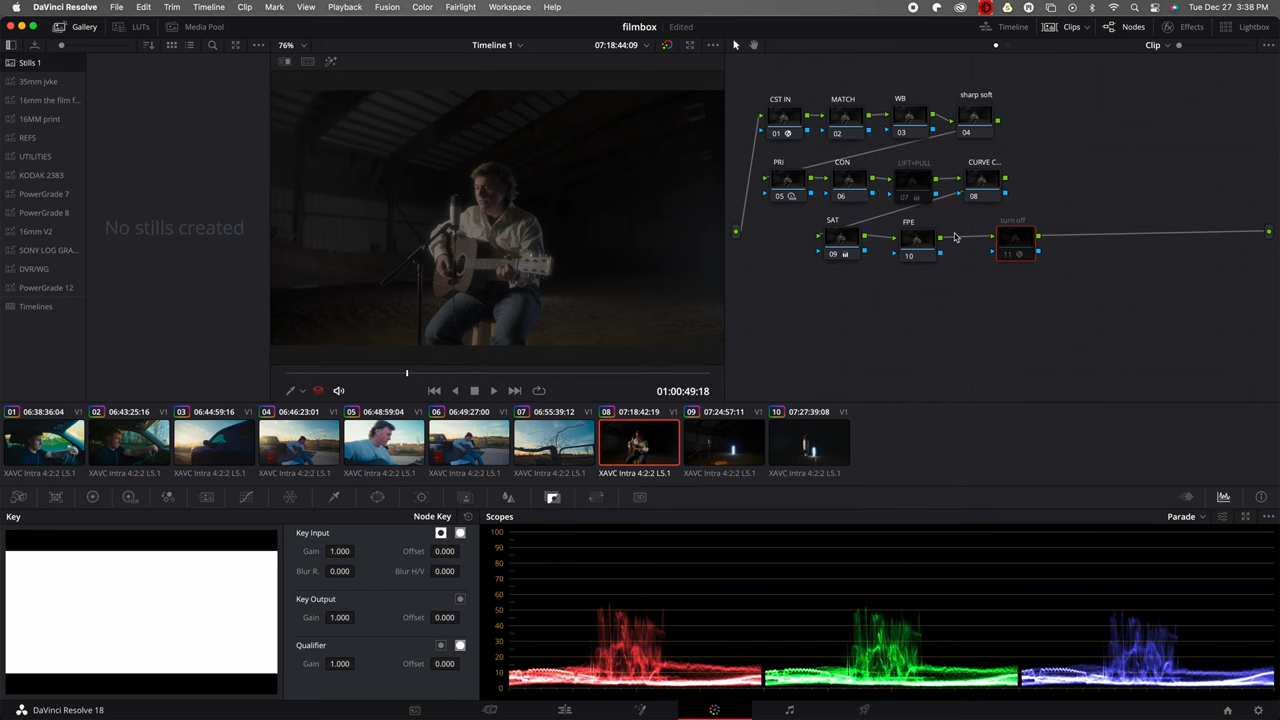 DaVinci Resolve File Edit Trim Timeline Clip Mark View Playback Fusion Color Fairlight Workspace Help Tue Dec 27 3:38 PM
Gallery LUTs Media Pool filmbox Edited Timeline Clips Nodes Effects Lightbox
76% Timeline 1 07:18:44:09 Clip
Stills 1
35mm jvke
16mm the film f...
16MM print
REFS
UTILITIES
KODAK 2383
PowerGrade 7
PowerGrade 8
16mm V2
SONY LOG GRA...
DVR/WG
PowerGrade 12
Timelines
No stills created
CST IN MATCH WB sharp soft
01 02 03 04
PRI CON LIFT+PULL CURVE C...
05 06 07 08
SAT FPE turn off
09 10 11
01:00:49:18
01 06:38:36:04 V1 02 06:43:25:16 V1 03 06:44:59:16 V1 04 06:46:23:01 V1 05 06:48:59:04 V1 06 06:49:27:00 V1 07 06:55:39:12 V1 08 07:18:42:19 V1 09 07:24:57:11 V1 10 07:27:39:08 V1
XAVC Intra 4:2:2 L5.1 XAVC Intra 4:2:2 L5.1 XAVC Intra 4:2:2 L5.1 XAVC Intra 4:2:2 L5.1 XAVC Intra 4:2:2 L5.1 XAVC Intra 4:2:2 L5.1 XAVC Intra 4:2:2 L5.1 XAVC Intra 4:2:2 L5.1 XAVC Intra 4:2:2 L5.1 XAVC Intra 4:2:2 L5.1
Key Node Key Scopes Parade
Key Input
Gain 1.000 Offset 0.000
Blur R. 0.000 Blur H/V 0.000
Key Output
Gain 1.000 Offset 0.000
Qualifier
Gain 1.000 Offset 0.000
100
90
80
70
60
50
40
30
20
10
0
DaVinci Resolve 18